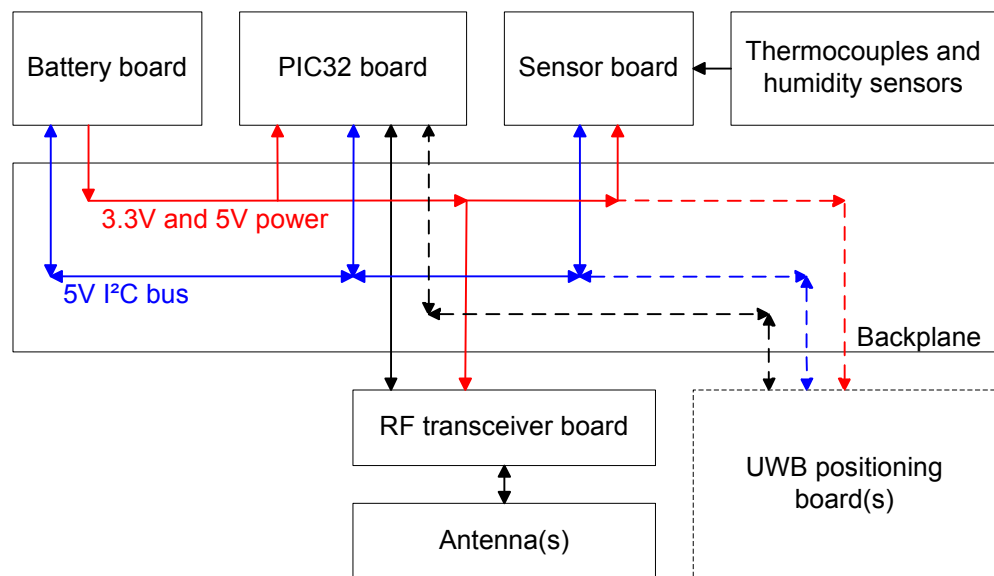 Battery board
PIC32 board
Sensor board
Thermocouples and
humidity sensors
3.3V and 5V power
5V I²C bus
Backplane
RF transceiver board
UWB positioning
board(s)
Antenna(s)